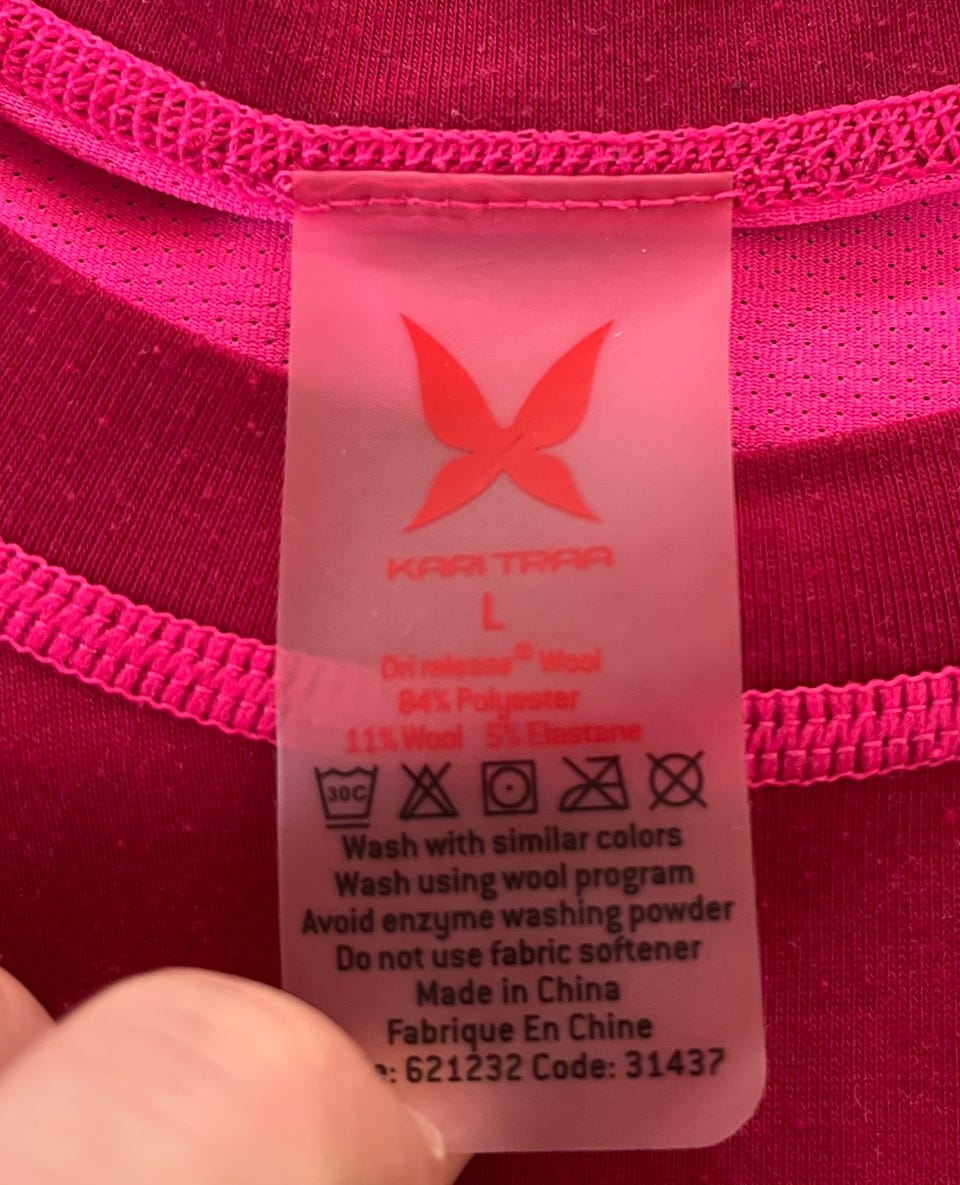 KARI TRAA
L
Dri release® Wool
84% Polyester
11% Wool 5% Elastane
30C
Wash with similar colors
Wash using wool program
Avoid enzyme washing powder
Do not use fabric softener
Made in China
Fabrique En Chine
: 621232 Code: 31437